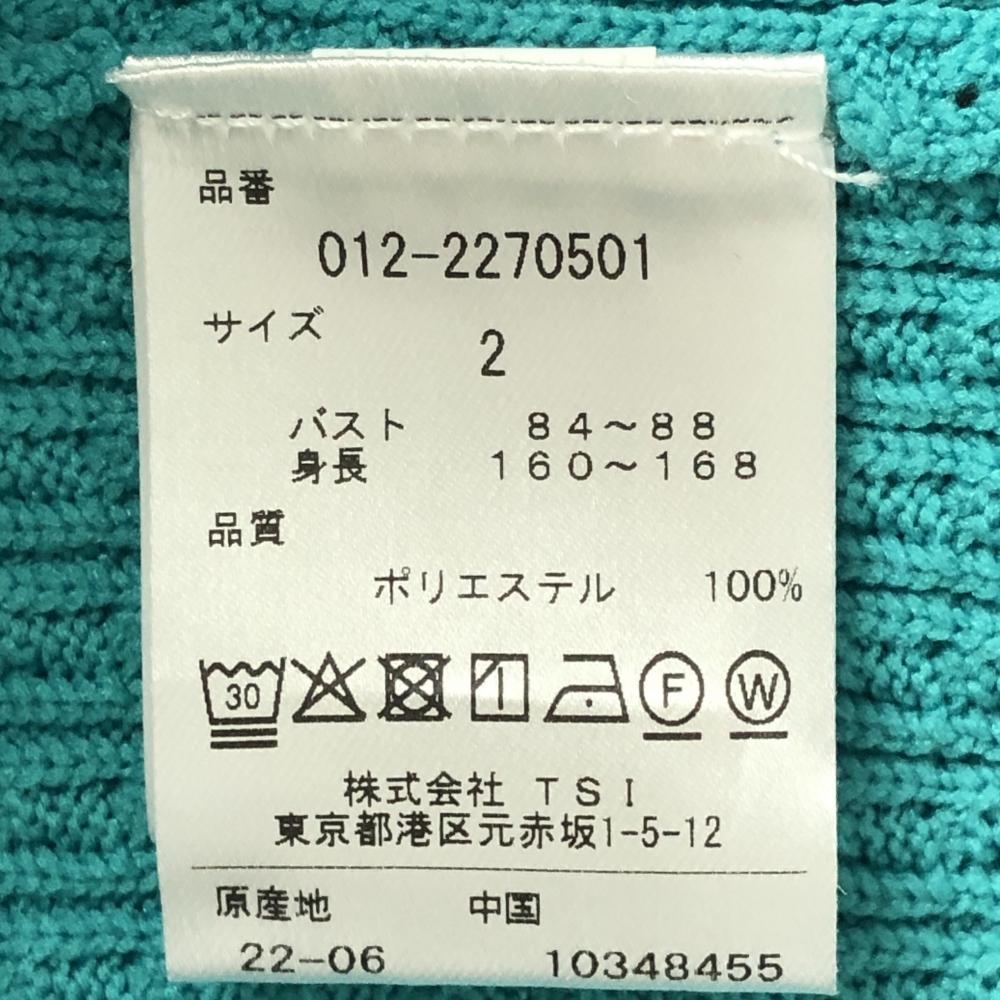 品番
012-2270501
サイズ
2
バスト 84～88
身長 160～168
品質
ポリエステル 100%
30 F W
株式会社 TSI
東京都港区元赤坂1-5-12
原産地 中国
22-06 10348455